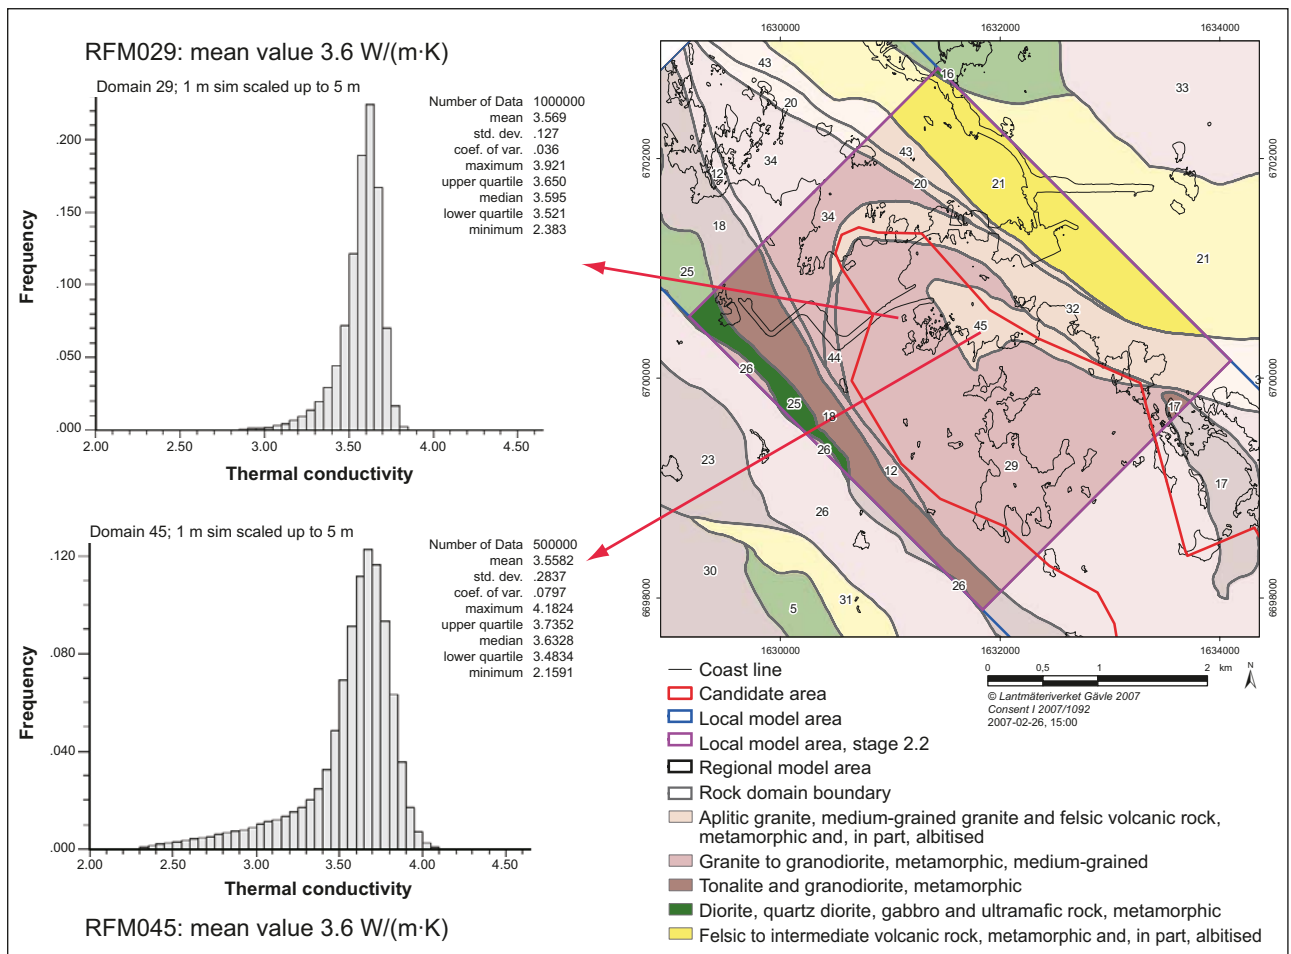 RFM029: mean value 3.6 W/(m·K)
Domain 29; 1 m sim scaled up to 5 m
Number of Data 1000000
mean 3.569
std. dev. .127
coef. of var. .036
maximum 3.921
upper quartile 3.650
median 3.595
lower quartile 3.521
minimum 2.383
Frequency
.200
.150
.100
.050
.000
2.00 2.50 3.00 3.50 4.00 4.50
Thermal conductivity
Domain 45; 1 m sim scaled up to 5 m
Number of Data 500000
mean 3.5582
std. dev. .2837
coef. of var. .0797
maximum 4.1824
upper quartile 3.7352
median 3.6328
lower quartile 3.4834
minimum 2.1591
Frequency
.120
.080
.040
.000
2.00 2.50 3.00 3.50 4.00 4.50
Thermal conductivity
RFM045: mean value 3.6 W/(m·K)
1630000 1632000 1634000
6702000
6700000
6698000
43
16
33
20
34
43
12
20
21
34
18
21
25
32
45
44
26
3
25
17
18
26
12
29
23
17
26
30
26
31
5
6702000
6700000
6698000
1630000 1632000 1634000
Coast line
Candidate area
Local model area
Local model area, stage 2.2
Regional model area
Rock domain boundary
Aplitic granite, medium-grained granite and felsic volcanic rock,
metamorphic and, in part, albitised
Granite to granodiorite, metamorphic, medium-grained
Tonalite and granodiorite, metamorphic
Diorite, quartz diorite, gabbro and ultramafic rock, metamorphic
Felsic to intermediate volcanic rock, metamorphic and, in part, albitised
0 0,5 1 2 km
N
© Lantmäteriverket Gävle 2007
Consent I 2007/1092
2007-02-26, 15:00